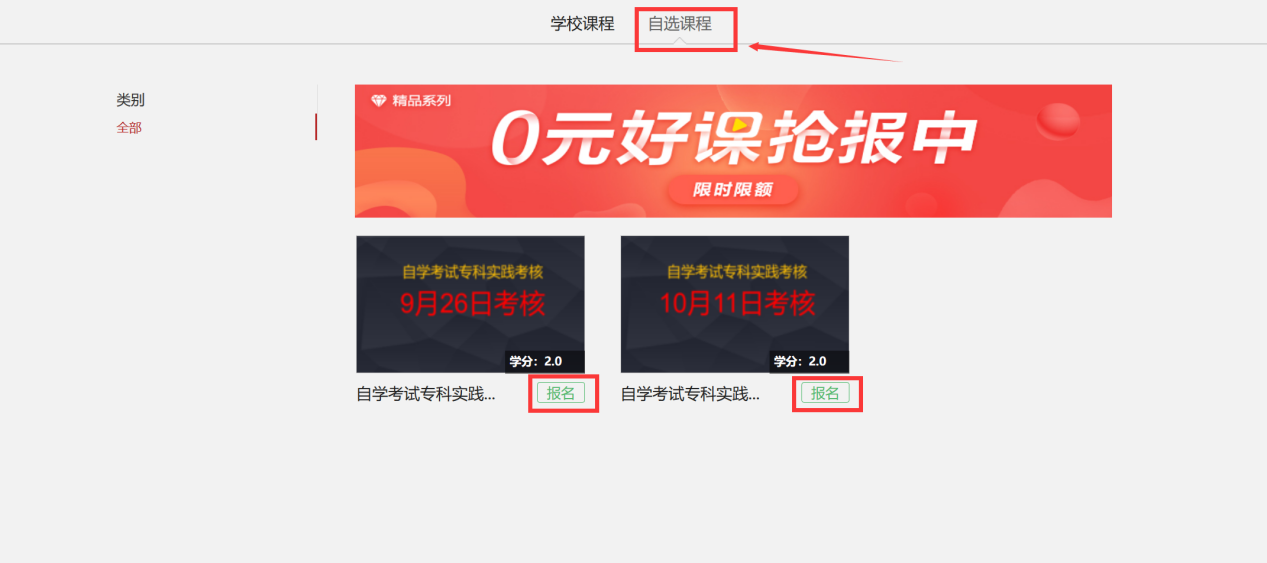 学校课程 自选课程
类别
全部
精品系列
0元好课抢报中
限时限额
自学考试专科实践考核
9月26日考核
学分：2.0
自学考试专科实践... 报名
自学考试专科实践考核
10月11日考核
学分：2.0
自学考试专科实践... 报名